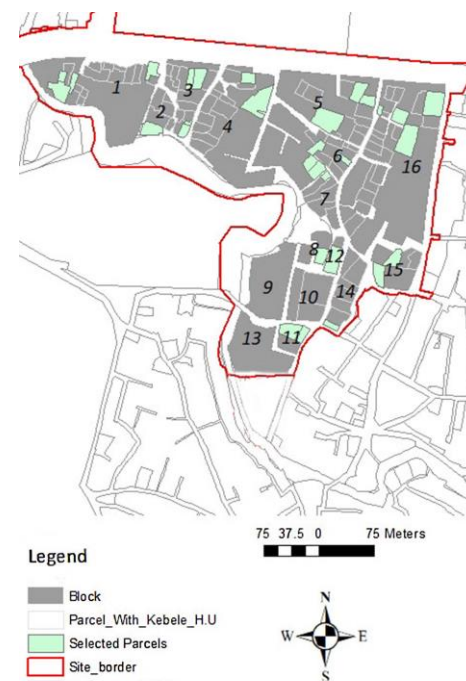 1
2
3
4
5
6
7
8
9
10
11
12
13
14
15
16
75 37.5 0 75 Meters
Legend
Block
Parcel_With_Kebele_H.U
Selected Parcels
Site_border
N
W E
S